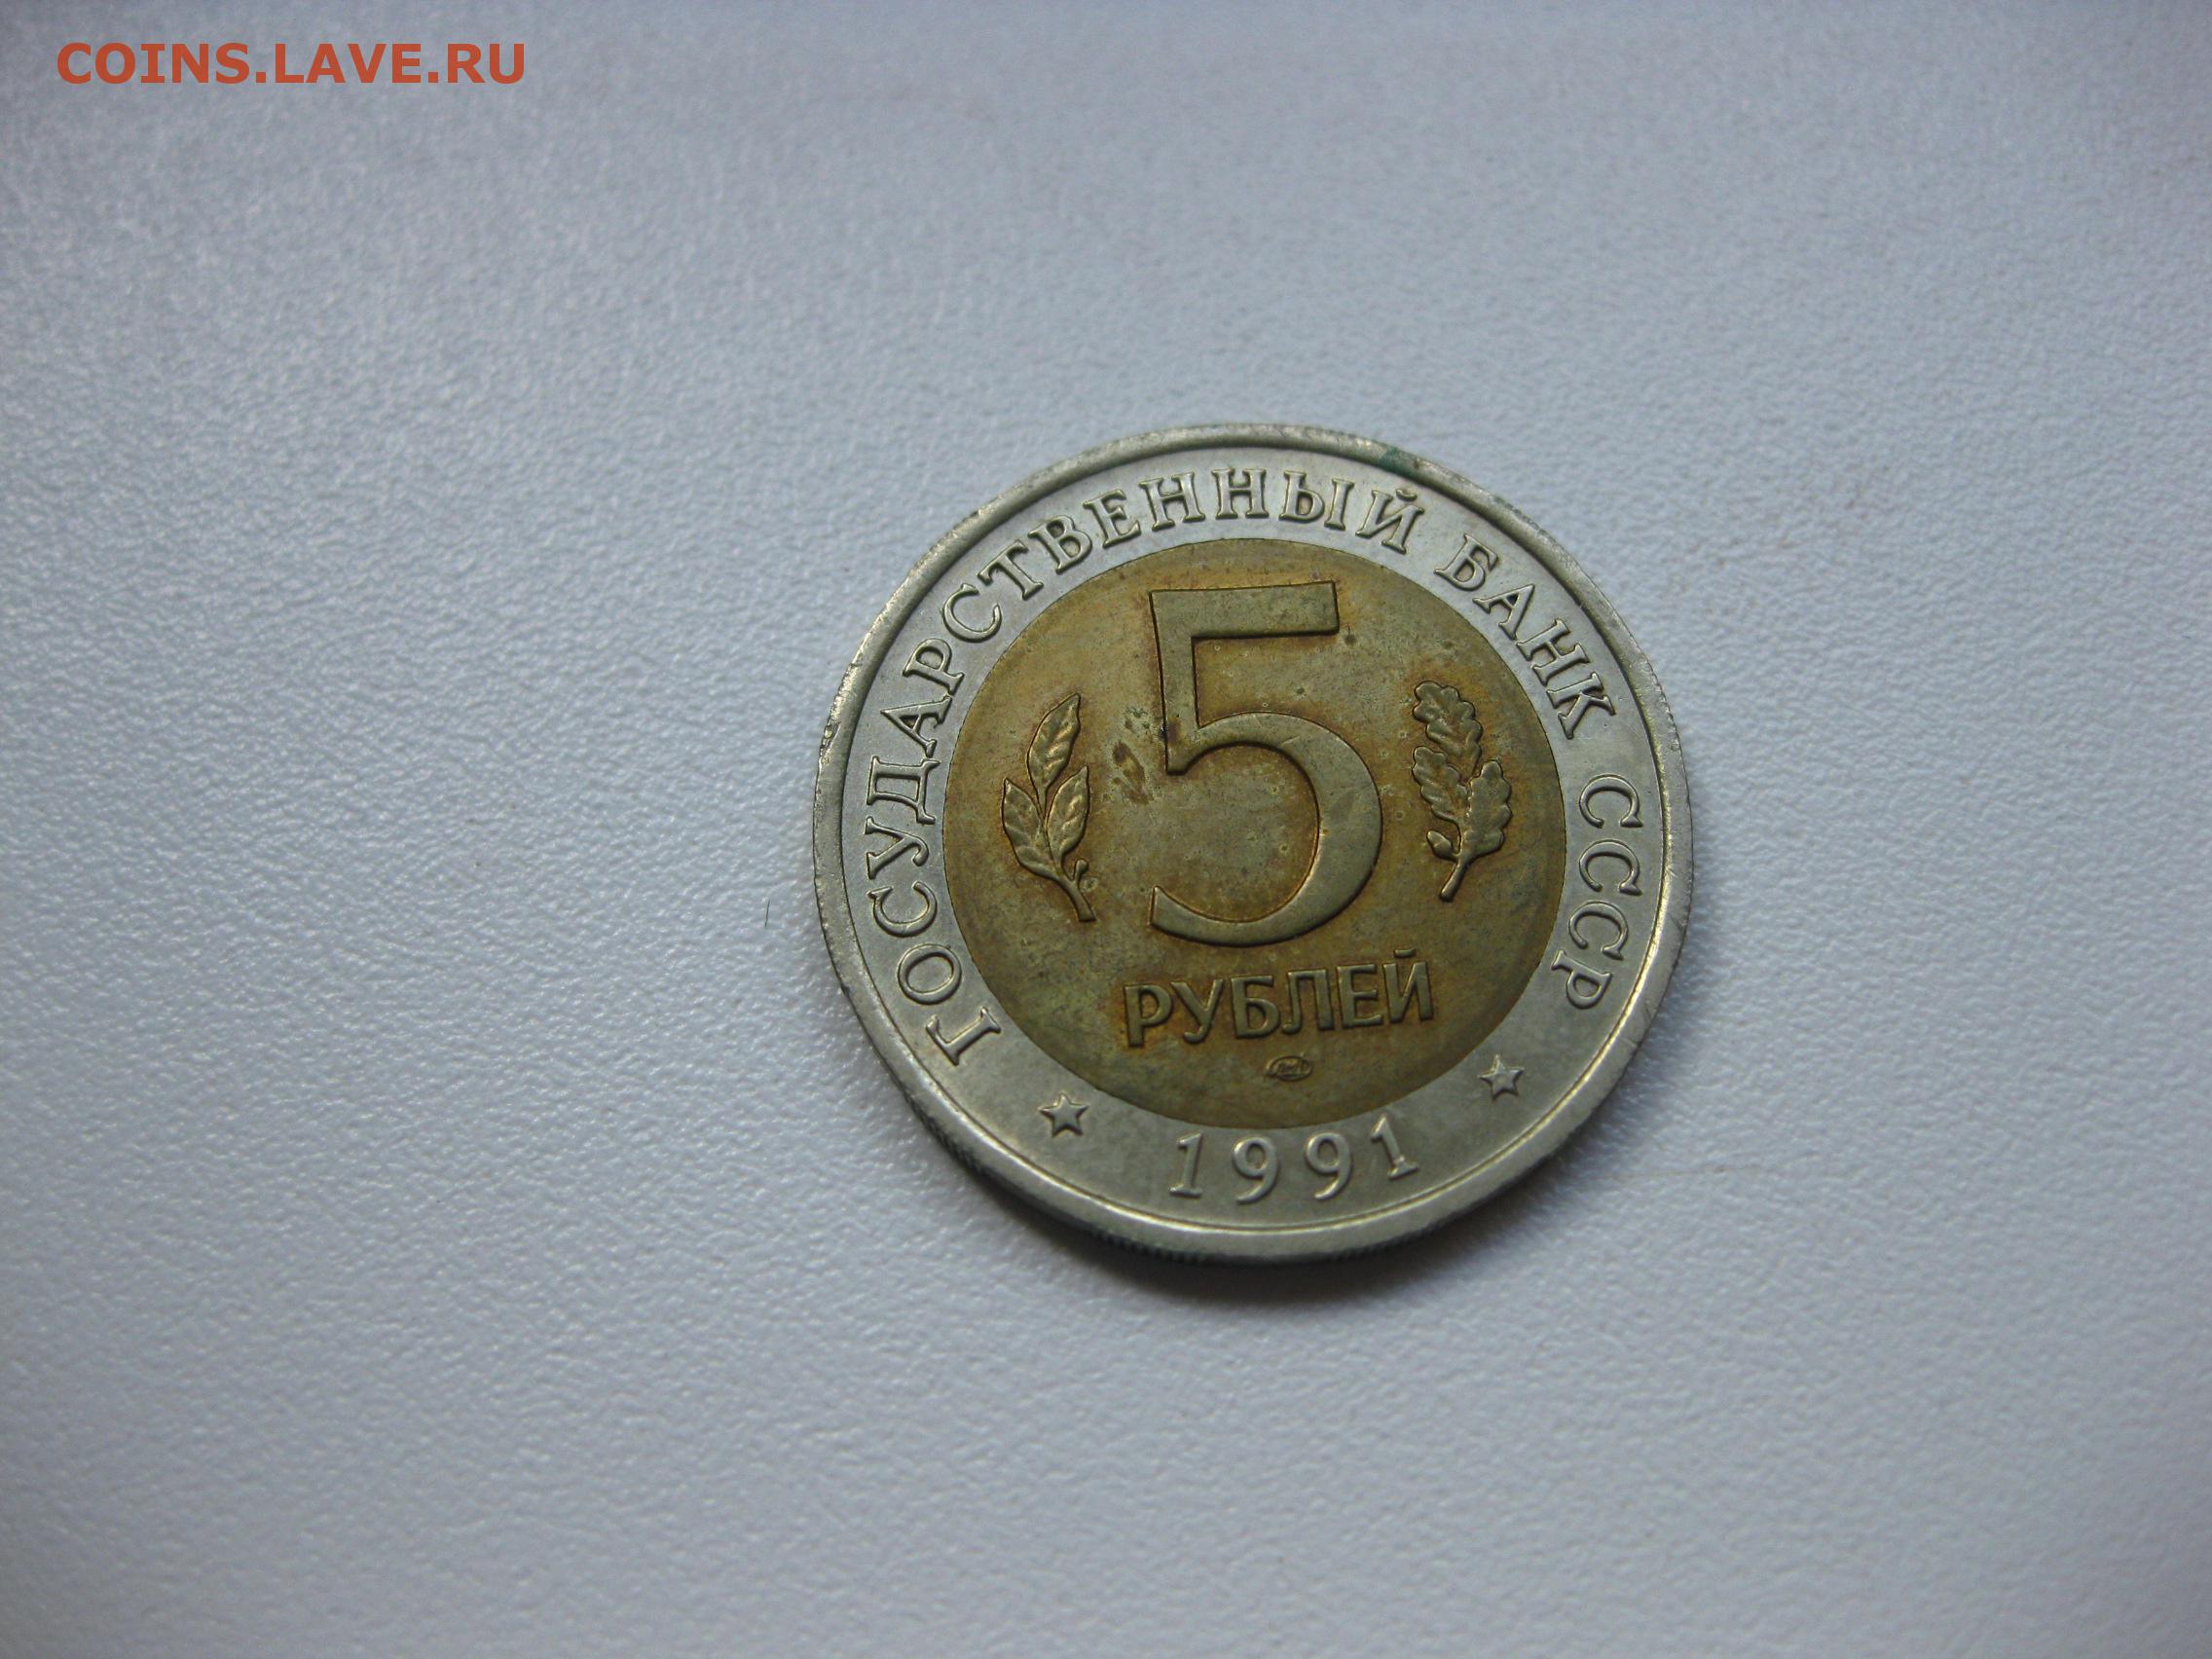 COINS.LAVE.RU
ГОСУДАРСТВЕННЫЙ БАНК СССР
5
РУБЛЕЙ
1991